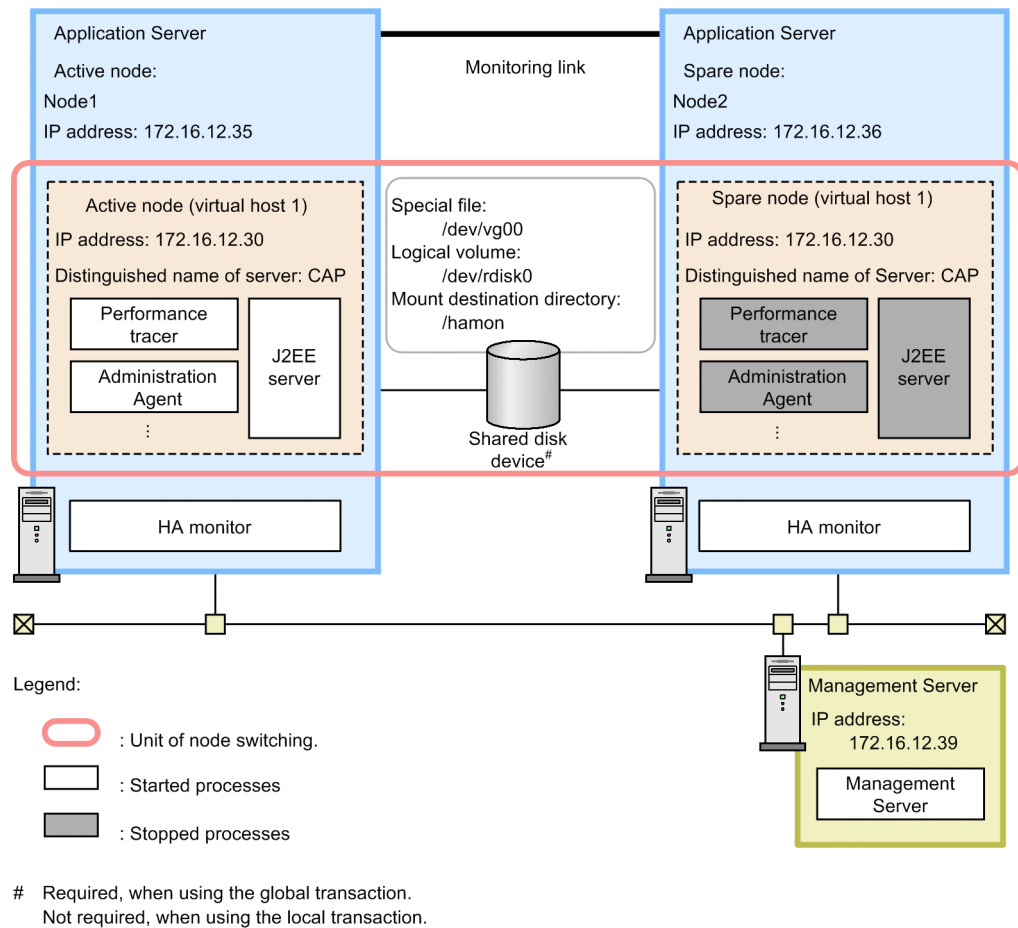 Application Server
Active node:
Node1
IP address: 172.16.12.35
Monitoring link
Application Server
Spare node:
Node2
IP address: 172.16.12.36
Active node (virtual host 1)
IP address: 172.16.12.30
Distinguished name of server: CAP
Performance
tracer
Administration
Agent
⋮
J2EE
server
Special file:
/dev/vg00
Logical volume:
/dev/rdisk0
Mount destination directory:
/hamon
Shared disk
device#
Spare node (virtual host 1)
IP address: 172.16.12.30
Distinguished name of Server: CAP
Performance
tracer
Administration
Agent
⋮
J2EE
server
HA monitor
HA monitor
Management Server
IP address:
172.16.12.39
Management
Server
Legend:
: Unit of node switching.
: Started processes
: Stopped processes
# Required, when using the global transaction.
Not required, when using the local transaction.